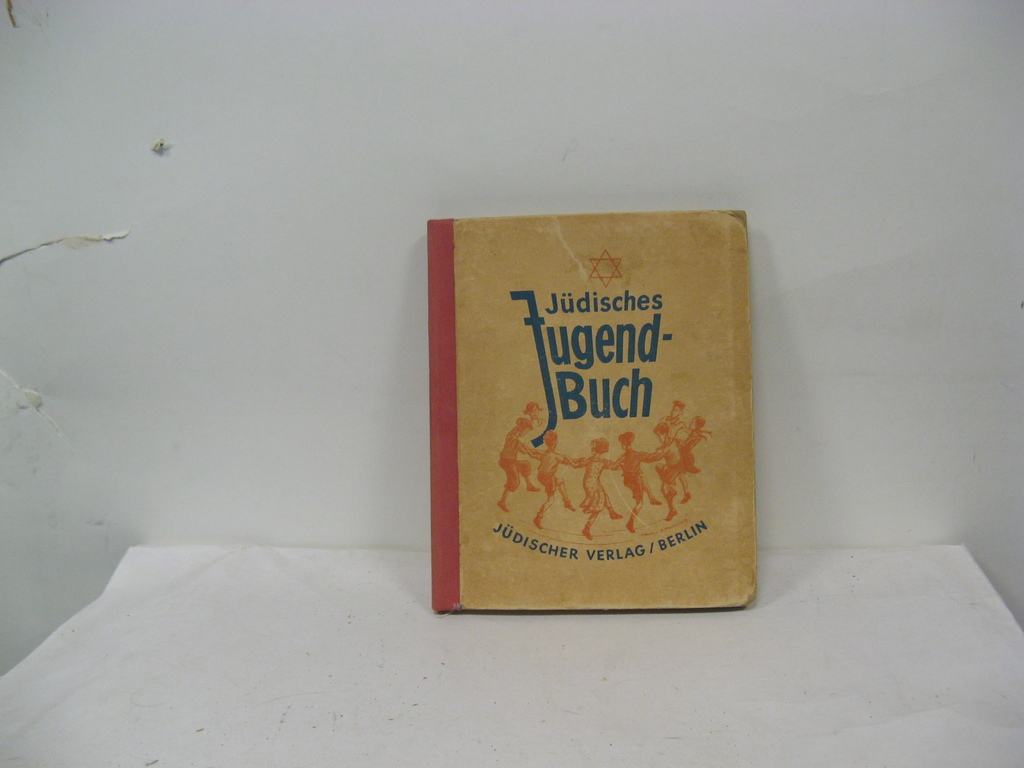 Jüdisches
Jugend-
Buch
JÜDISCHER VERLAG / BERLIN